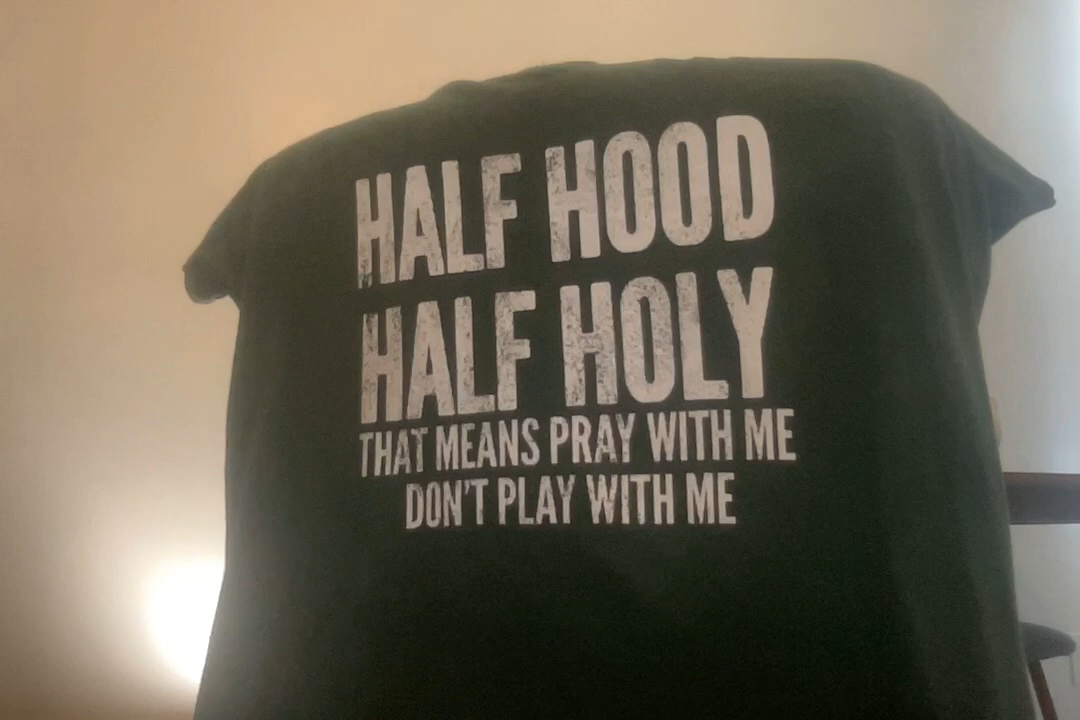 HALF HOOD
HALF HOLY
THAT MEANS PRAY WITH ME
DON'T PLAY WITH ME